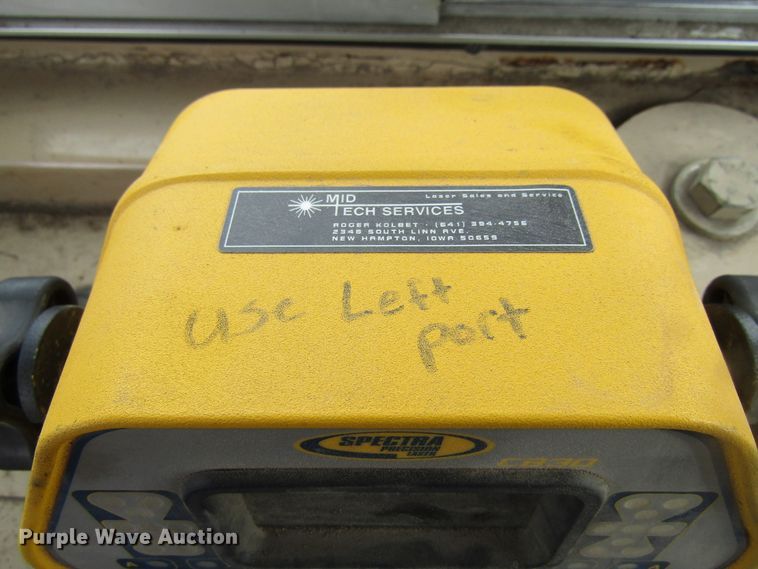 MID Laser Sales and Service
TECH SERVICES
ROGER KOLBET (641) 394-4756
2348 SOUTH LINN AVE.
NEW HAMPTON, IOWA 50659
use Left
port
SPECTRA
PRECISION
LASER
CB30
Purple Wave Auction